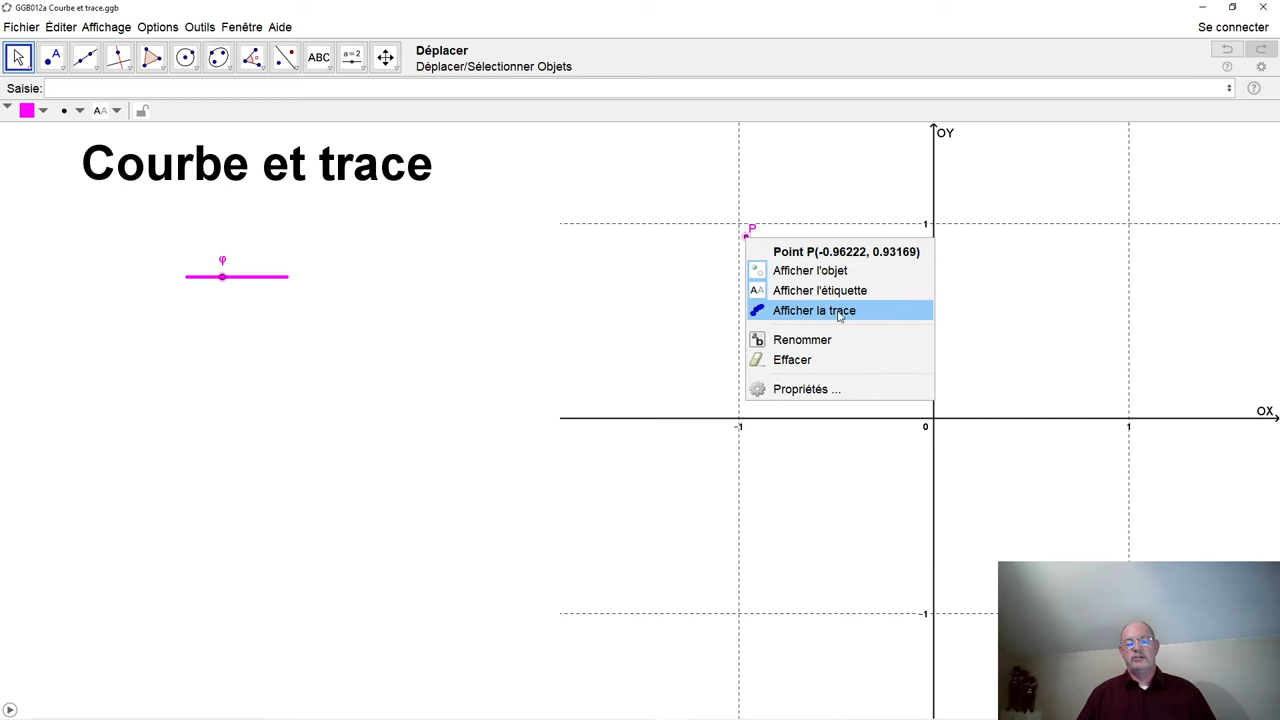 GGB012a Courbe et trace.ggb
Fichier Éditer Affichage Options Outils Fenêtre Aide
Se connecter
A
ABC
a=2
Déplacer
Déplacer/Sélectionner Objets
Saisie:
AA
Courbe et trace
φ
OY
1
P
Point P(-0.96222, 0.93169)
Afficher l'objet
AA Afficher l'étiquette
Afficher la trace
Renommer
Effacer
Propriétés ...
OX
-1
0
1
-1